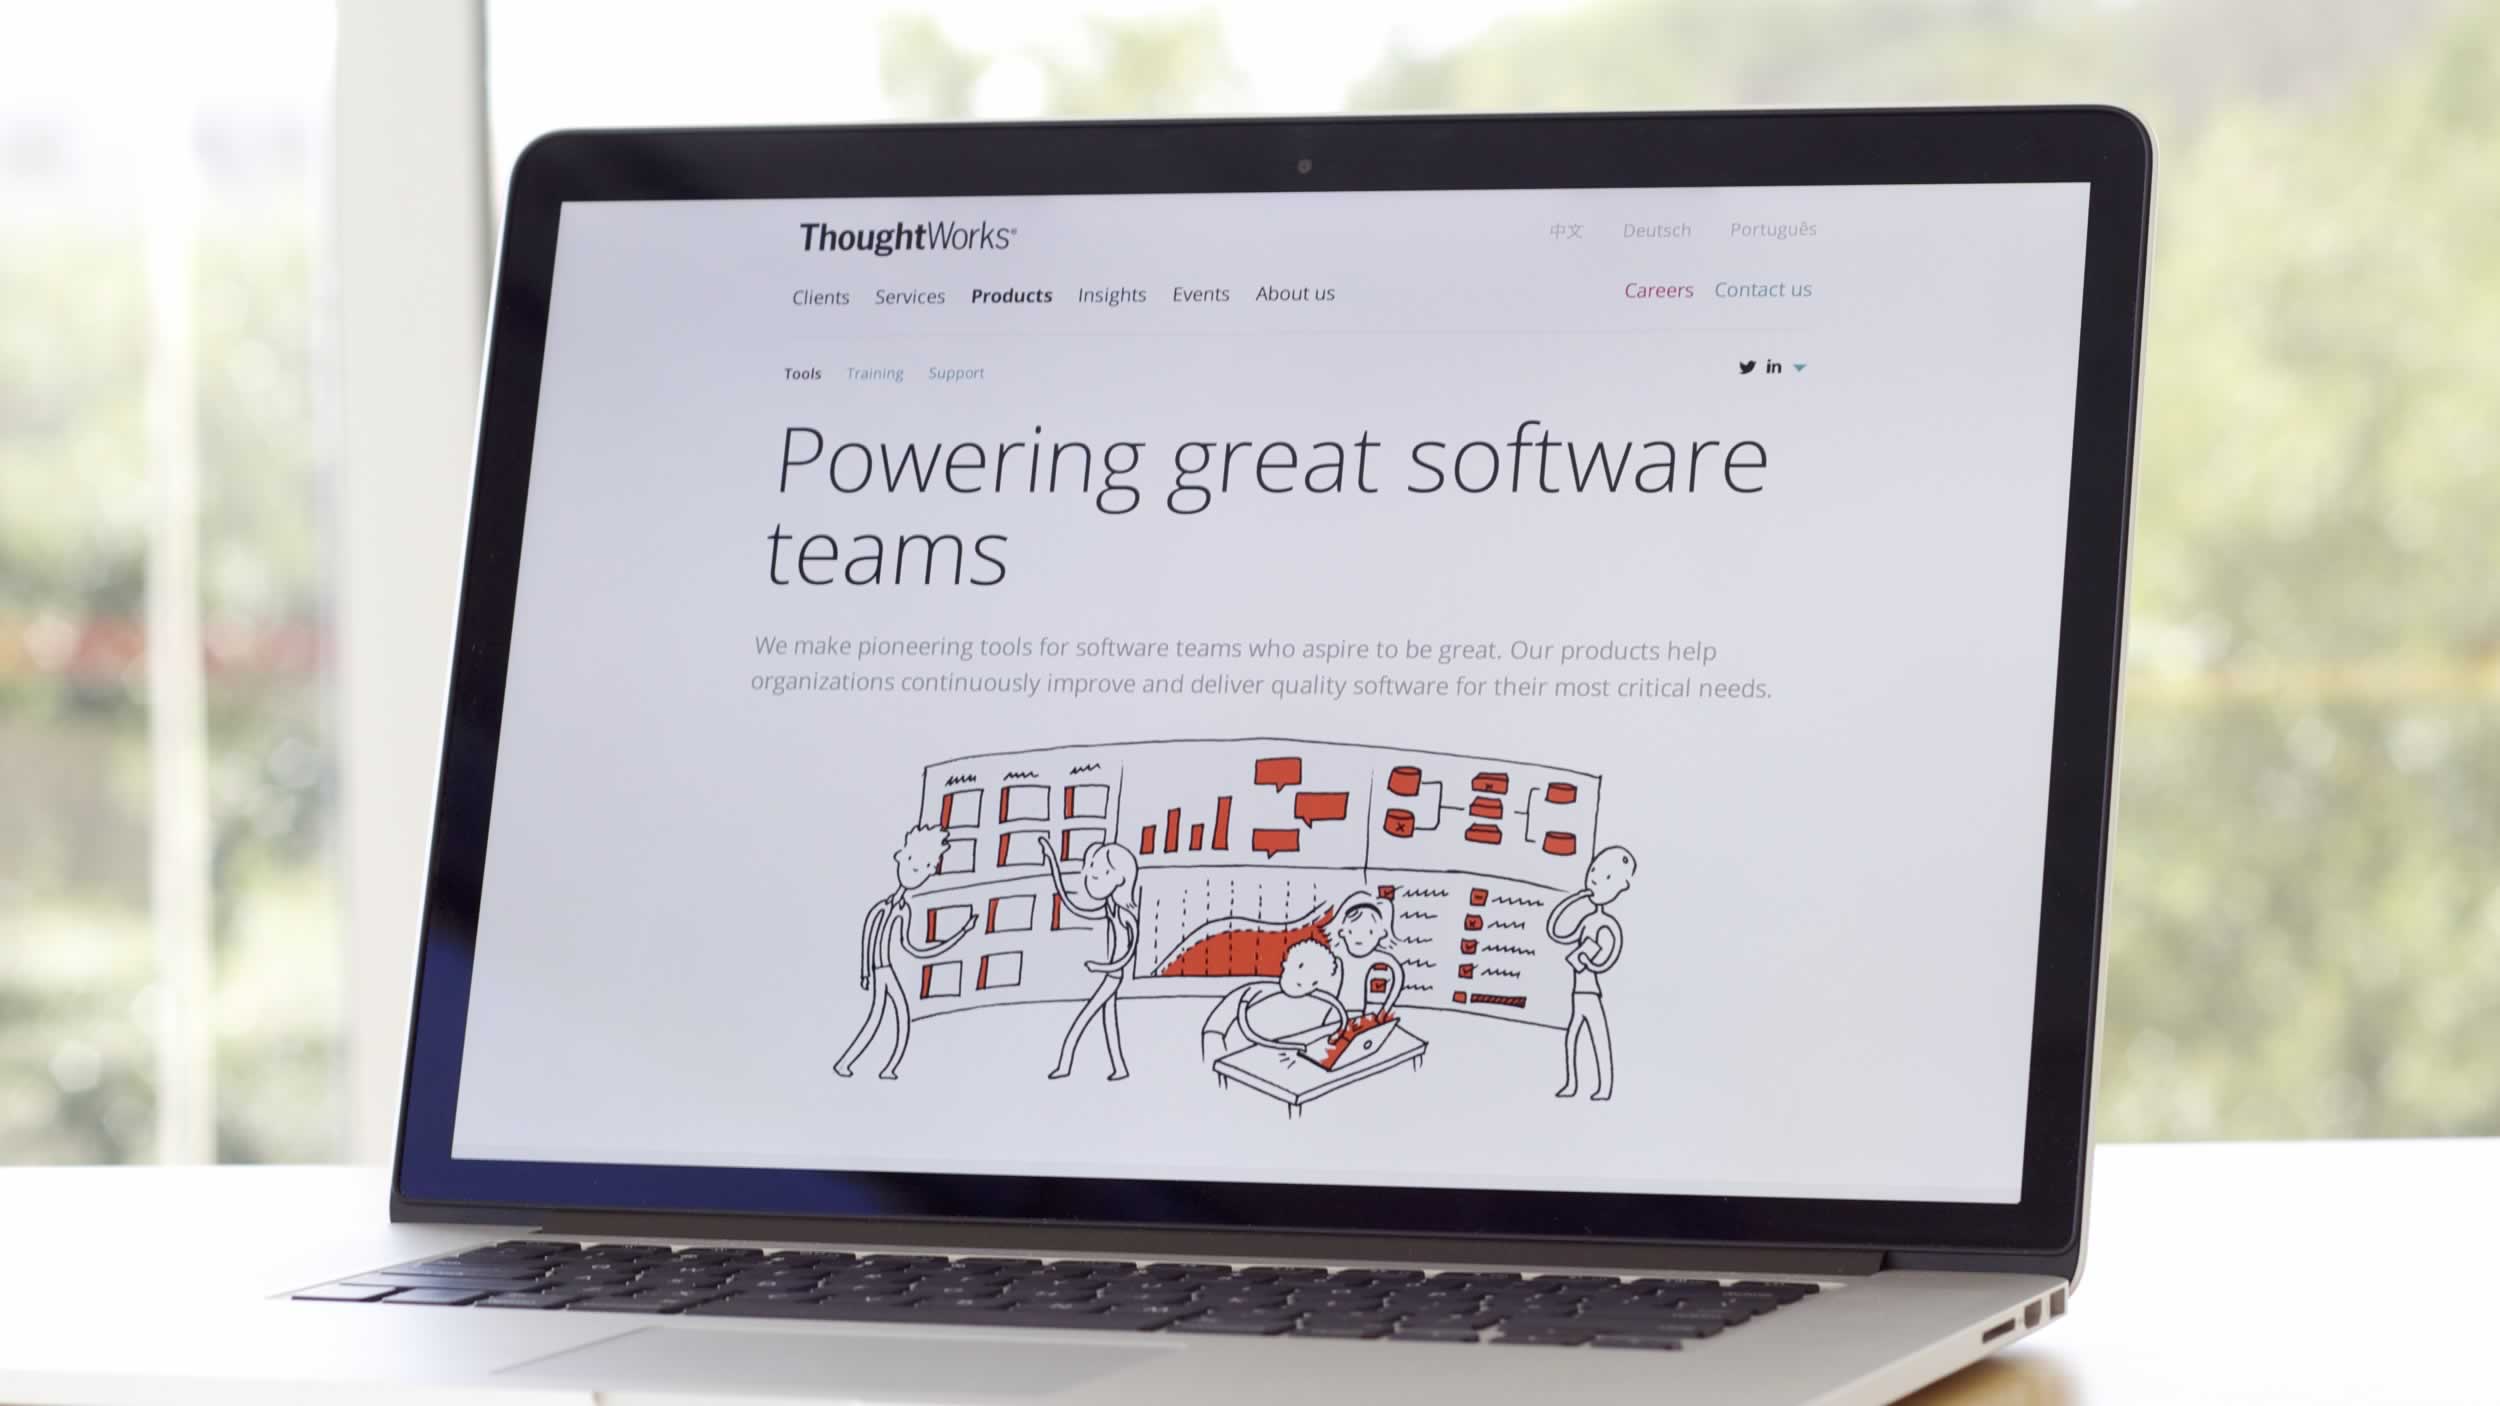 ThoughtWorks®
中文 Deutsch Português
Clients Services Products Insights Events About us
Careers Contact us
Tools Training Support
in
Powering great software
teams
We make pioneering tools for software teams who aspire to be great. Our products help
organizations continuously improve and deliver quality software for their most critical needs.